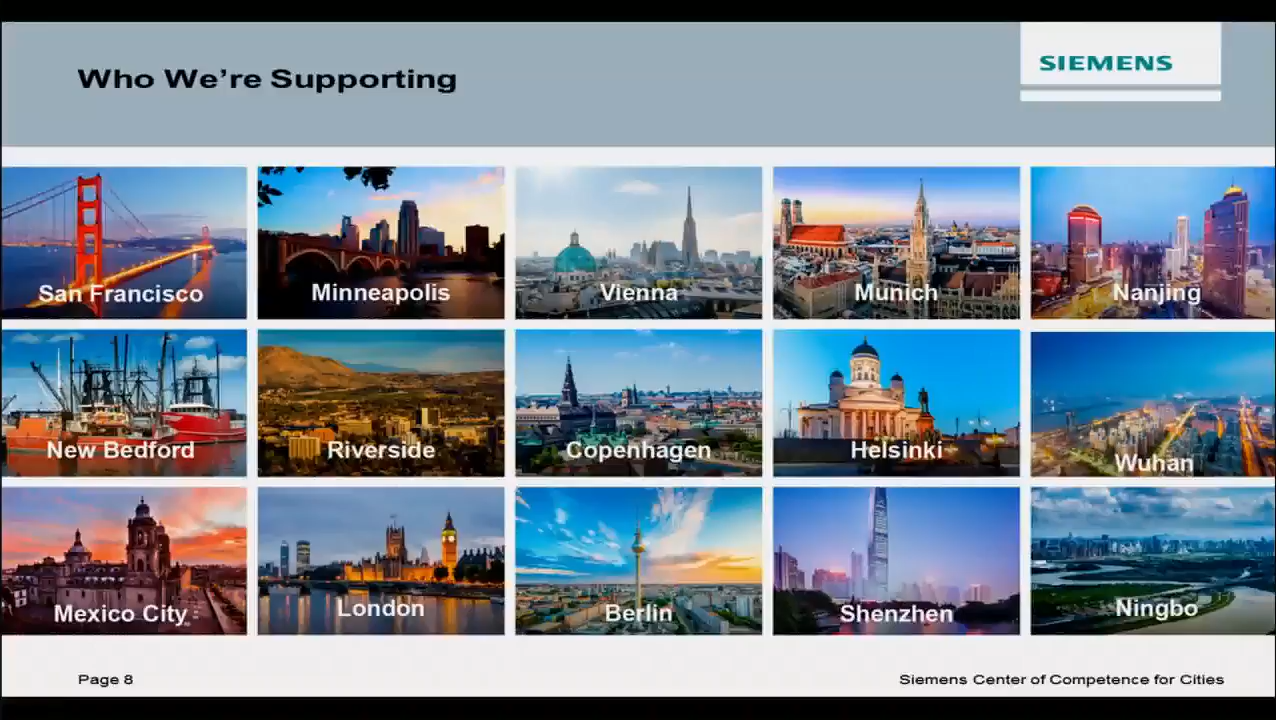 Who We're Supporting
SIEMENS
San Francisco
Minneapolis
Vienna
Munich
Nanjing
New Bedford
Riverside
Copenhagen
Helsinki
Wuhan
Mexico City
London
Berlin
Shenzhen
Ningbo
Page 8
Siemens Center of Competence for Cities